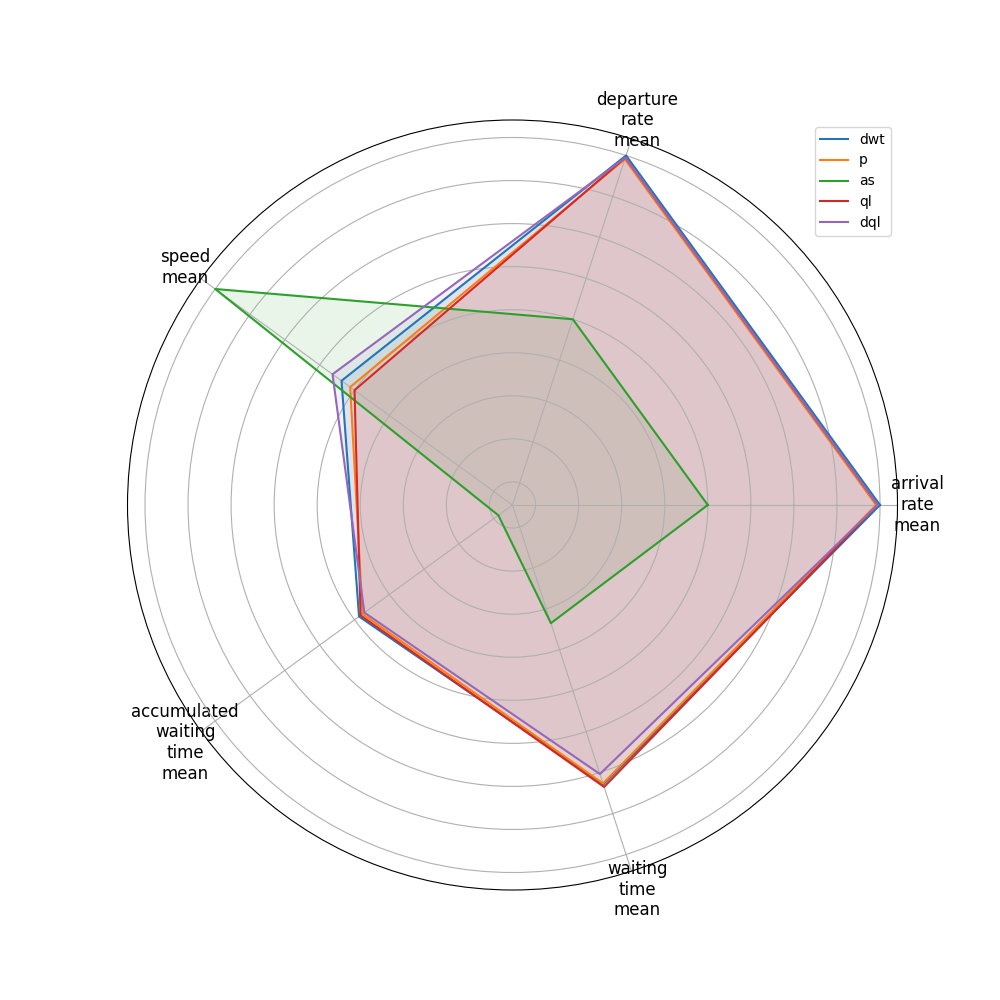 departure
rate
mean
dwt
p
as
ql
dql
speed
mean
arrival
rate
mean
accumulated
waiting
time
mean
waiting
time
mean